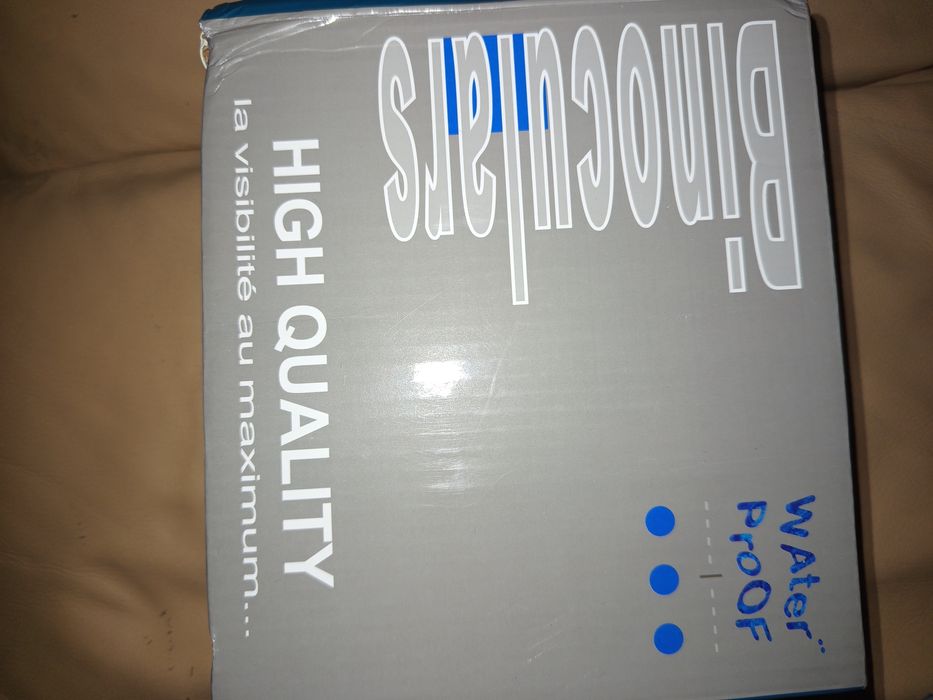 Binoculars
WAter
ProOF
HIGH QUALITY
la visibilité au maximum...